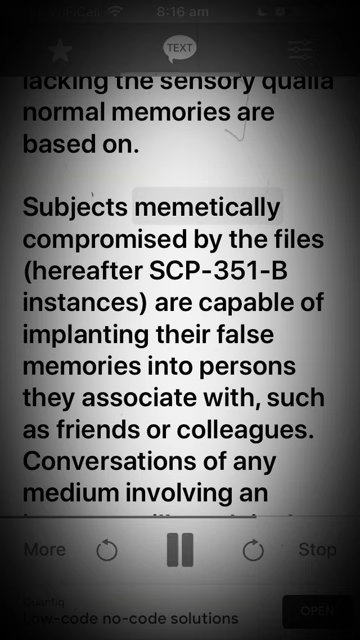 8:16 am
TEXT
lacking the sensory qualia
normal memories are
based on.
Subjects memetically
compromised by the files
(hereafter SCP-351-B
instances) are capable of
implanting their false
memories into persons
they associate with, such
as friends or colleagues.
Conversations of any
medium involving an
More
Stop
Low-code no-code solutions
OPEN